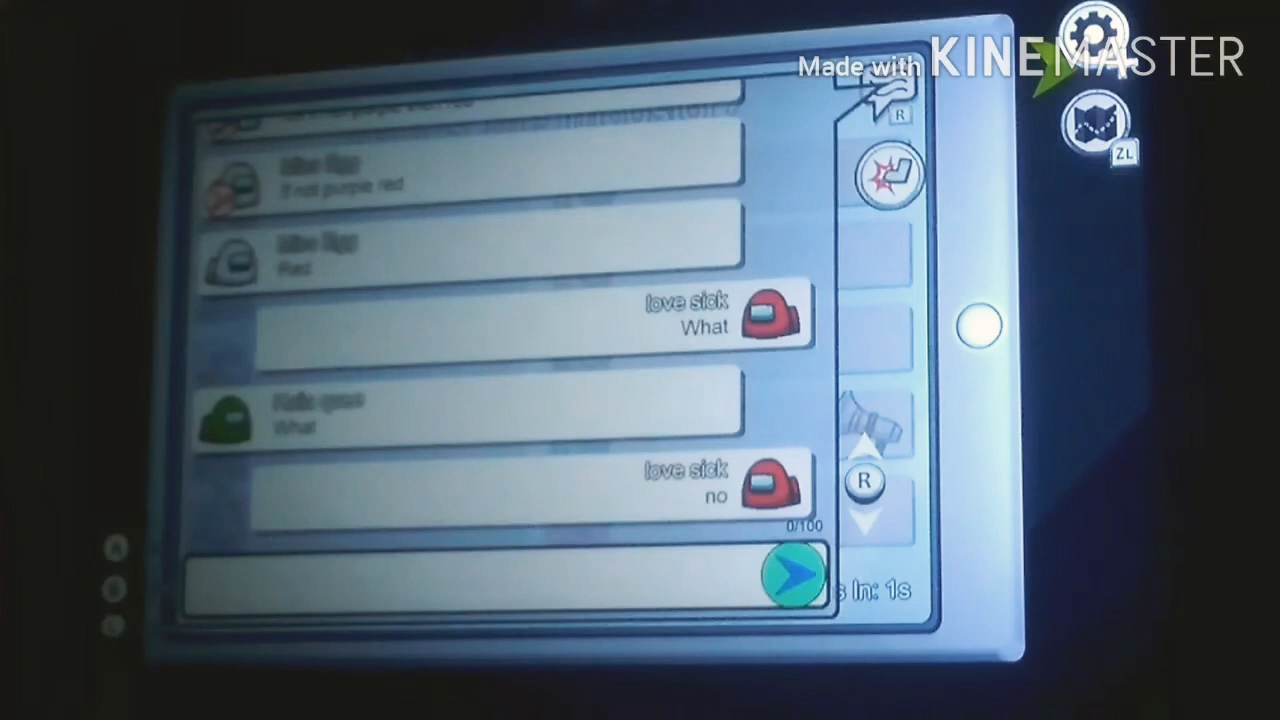 Made with KINEMASTER
R
ZL
If not purple red
Red
love sick
What
What
love sick
no
0/100
R
s In: 1s